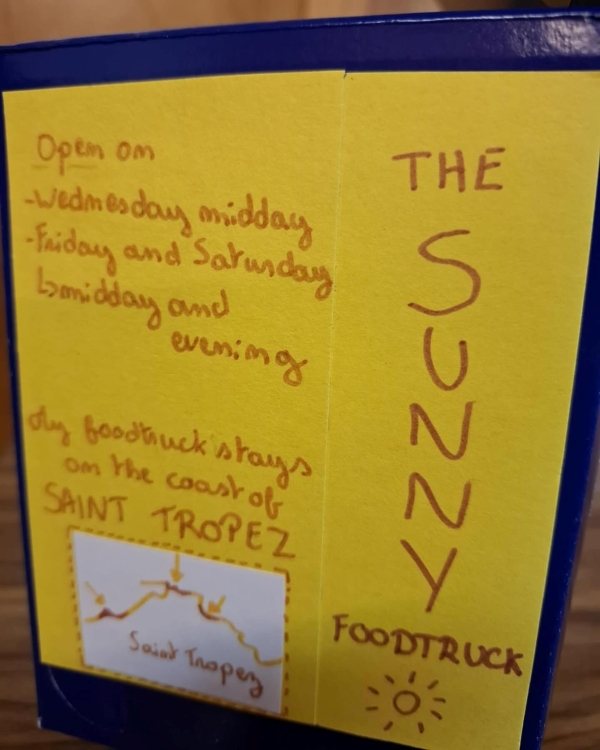 Open on
-Wednesday midday
-Friday and Saturday
↳midday and
evening
My foodtruck stays
on the coast of
SAINT TROPEZ
Saint Tropez
THE
S
U
N
N
Y
FOODTRUCK